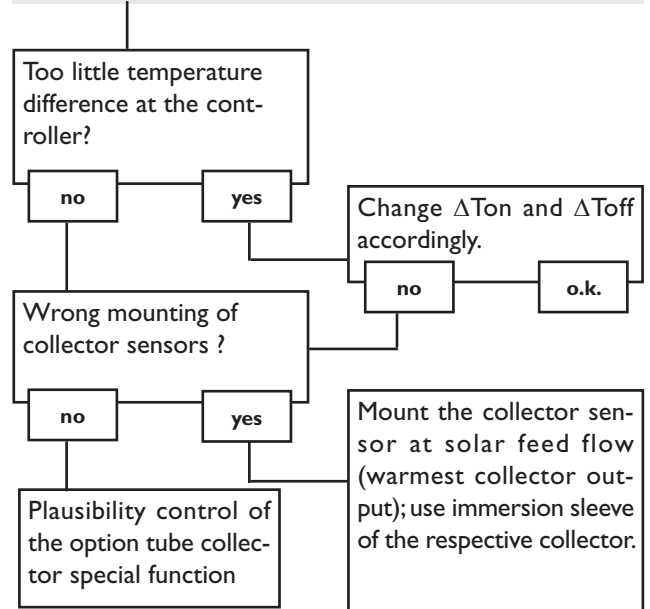 Too little temperature
difference at the cont-
roller?
no
yes
Change ΔTon and ΔToff
accordingly.
no
o.k.
Wrong mounting of
collector sensors ?
no
yes
Mount the collector sen-
sor at solar feed flow
(warmest collector out-
put); use immersion sleeve
of the respective collector.
Plausibility control of
the option tube collec-
tor special function